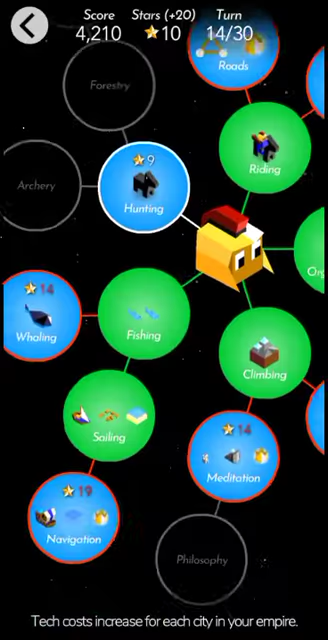 Score
4,210
Stars (+20)
10
Turn
14/30
Forestry
Roads
Riding
Archery
9
Hunting
14
Whaling
Fishing
Climbing
Sailing
14
Meditation
19
Navigation
Philosophy
Tech costs increase for each city in your empire.